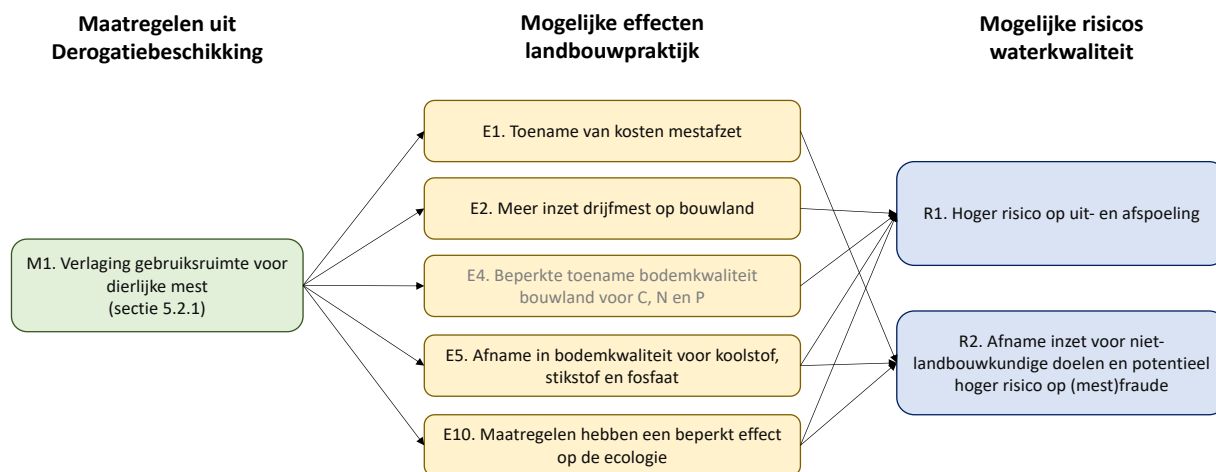 Maatregelen uit
Derogatiebeschikking
Mogelijke effecten
landbouwpraktijk
Mogelijke risicos
waterkwaliteit
M1. Verlaging gebruiksruimte voor
dierlijke mest
(sectie 5.2.1)
E1. Toename van kosten mestafzet
E2. Meer inzet drijfmest op bouwland
E4. Beperkte toename bodemkwaliteit
bouwland voor C, N en P
E5. Afname in bodemkwaliteit voor koolstof,
stikstof en fosfaat
E10. Maatregelen hebben een beperkt effect
op de ecologie
R1. Hoger risico op uit- en afspoeling
R2. Afname inzet voor niet-
landbouwkundige doelen en potentieel
hoger risico op (mest)fraude